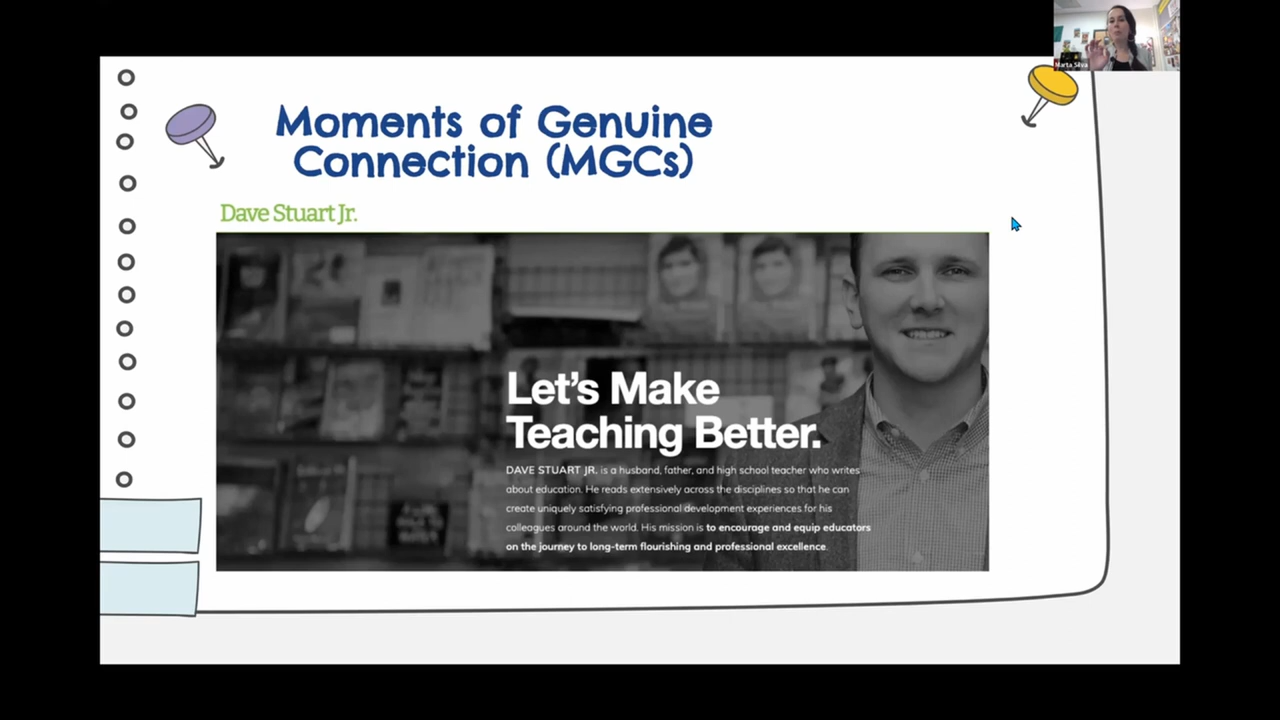 Marta Silva
Moments of Genuine
Connection (MGCs)
Dave Stuart Jr.
Let's Make
Teaching Better.
DAVE STUART JR. is a husband, father, and high school teacher who writes
about education. He reads extensively across the disciplines so that he can
create uniquely satisfying professional development experiences for his
colleagues around the world. His mission is to encourage and equip educators
on the journey to long-term flourishing and professional excellence.